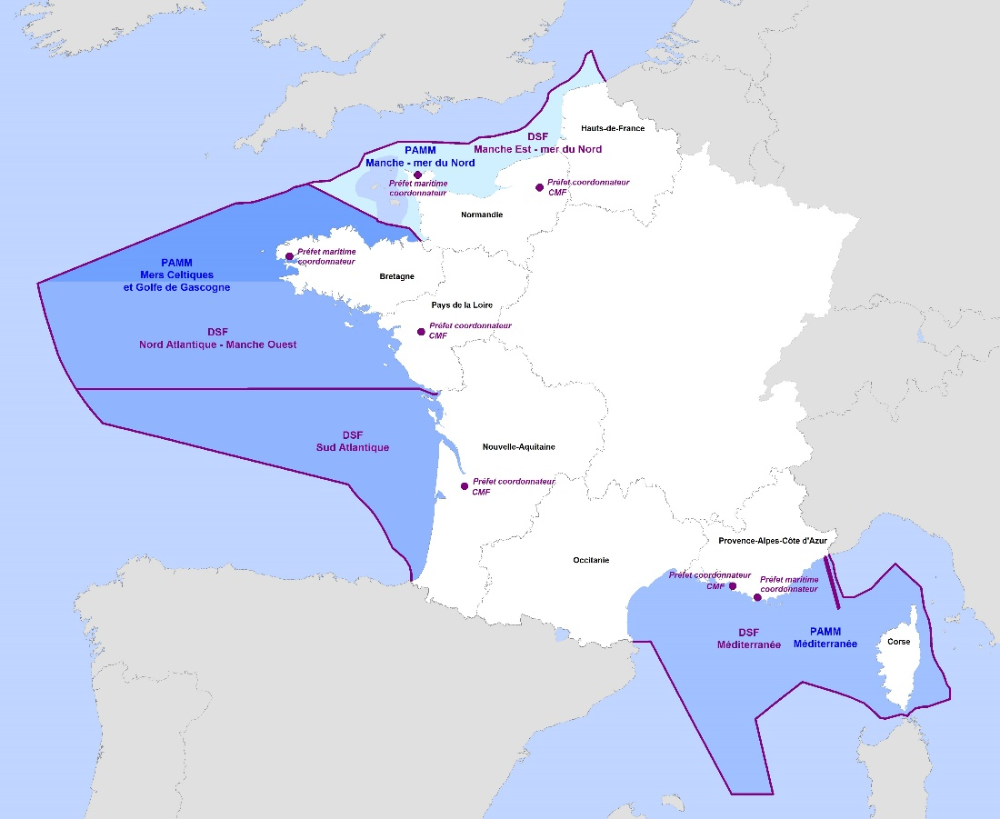 Hauts-de-France
DSF
Manche Est - mer du Nord
PAMM
Manche - mer du Nord
Préfet maritime
coordonnateur
Préfet coordonnateur
CMF
Normandie
Préfet maritime
coordonnateur
PAMM
Mers Celtiques
et Golfe de Gascogne
Bretagne
Pays de la Loire
DSF
Nord Atlantique - Manche Ouest
Préfet coordonnateur
CMF
DSF
Sud Atlantique
Nouvelle-Aquitaine
Préfet coordonnateur
CMF
Provence-Alpes-Côte d'Azur
Occitanie
Préfet coordonnateur
CMF
Préfet maritime
coordonnateur
DSF
Méditerranée
PAMM
Méditerranée
Corse